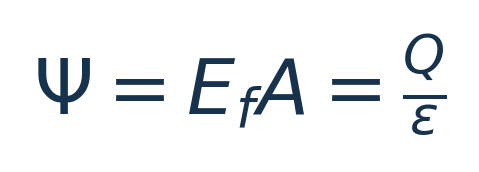 Ψ = E_f A = Q/ε